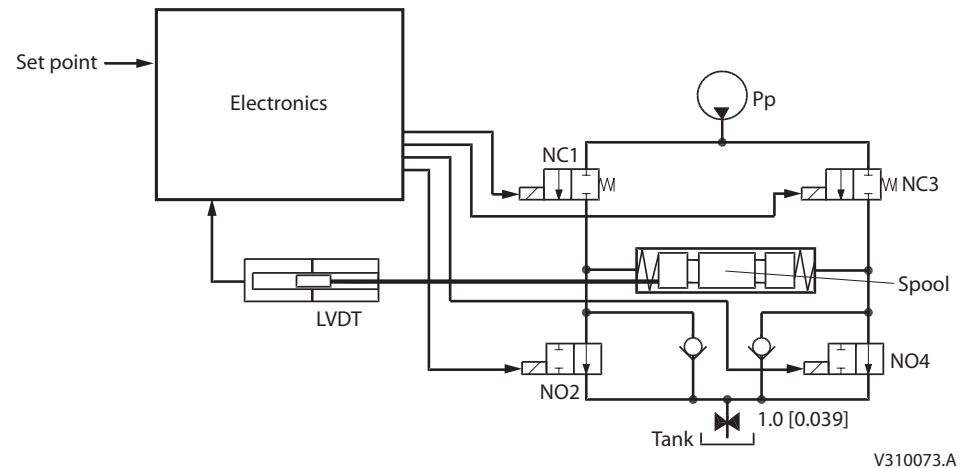 Set point
Electronics
Pp
NC1
NC3
Spool
LVDT
NO2
NO4
1.0 [0.039]
Tank
V310073.A